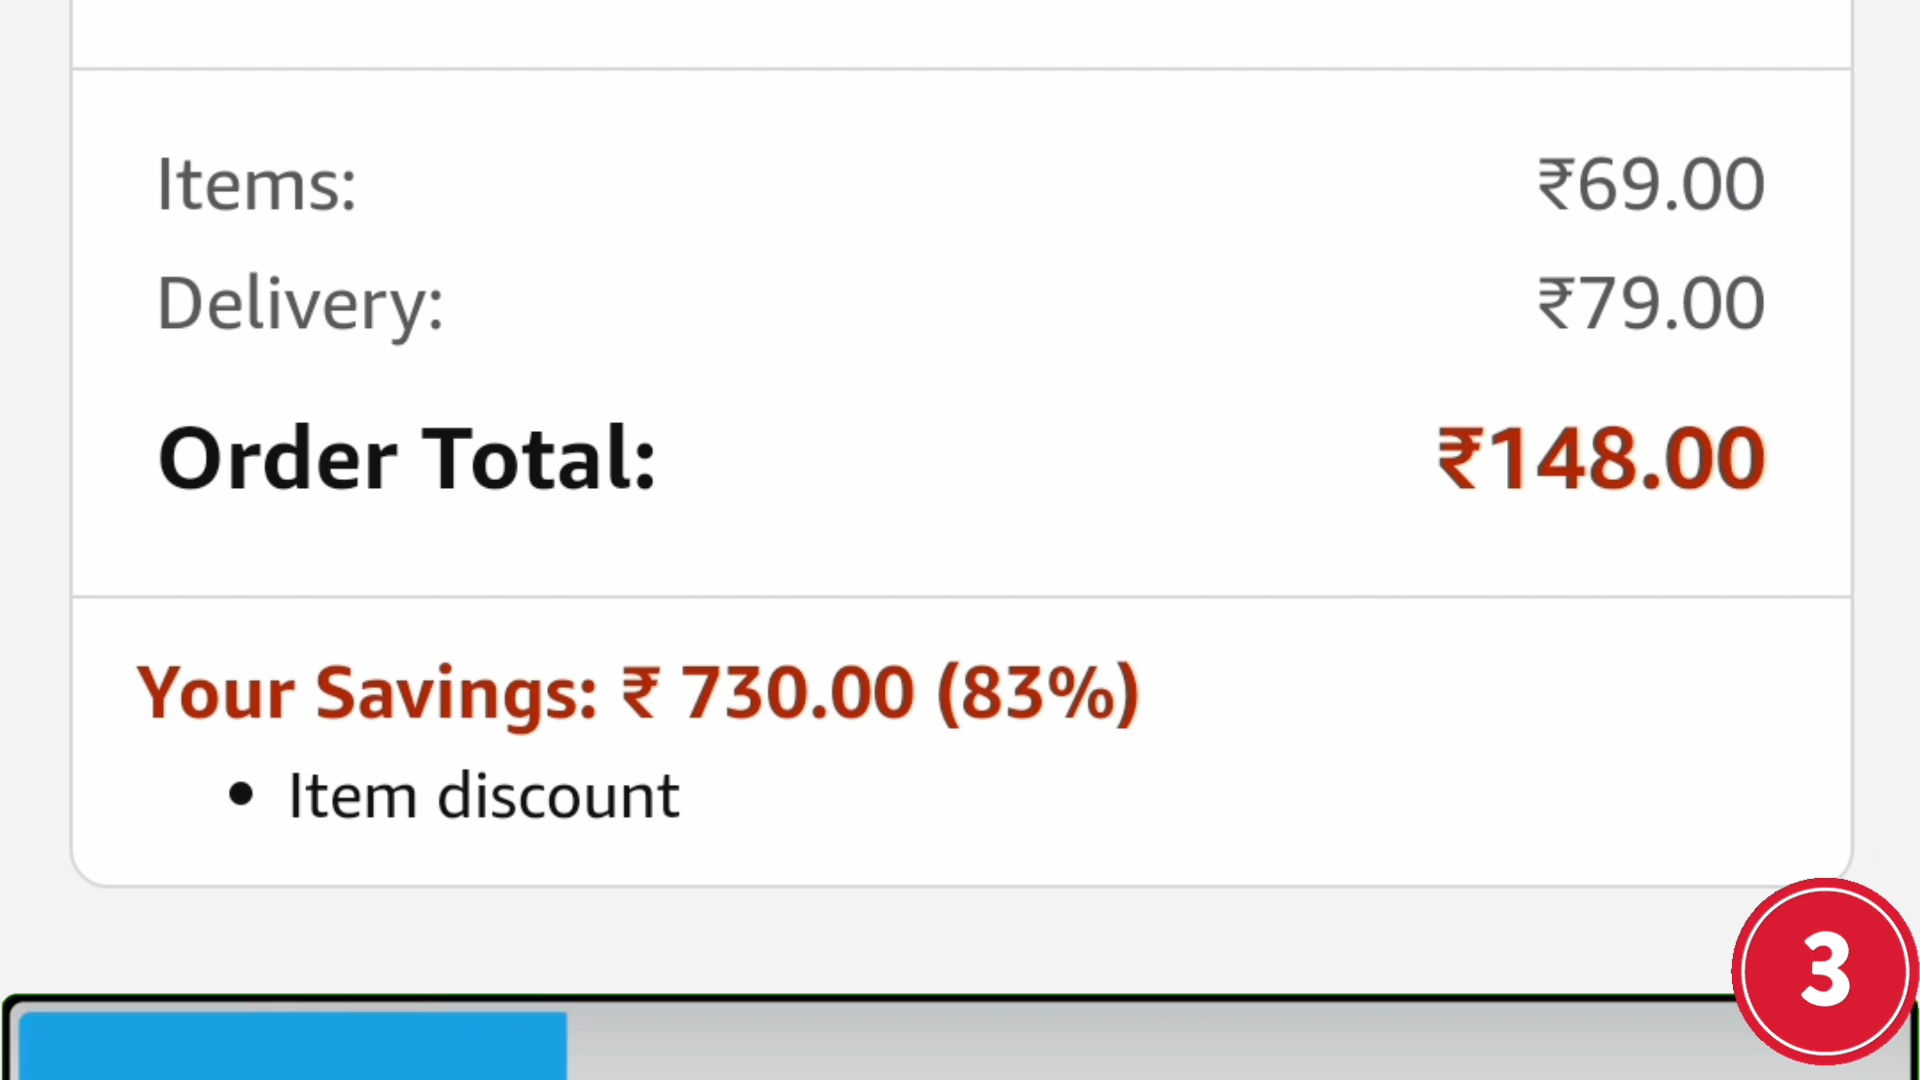 Items: ₹69.00
Delivery: ₹79.00
Order Total: ₹148.00
Your Savings: ₹ 730.00 (83%)
• Item discount
3